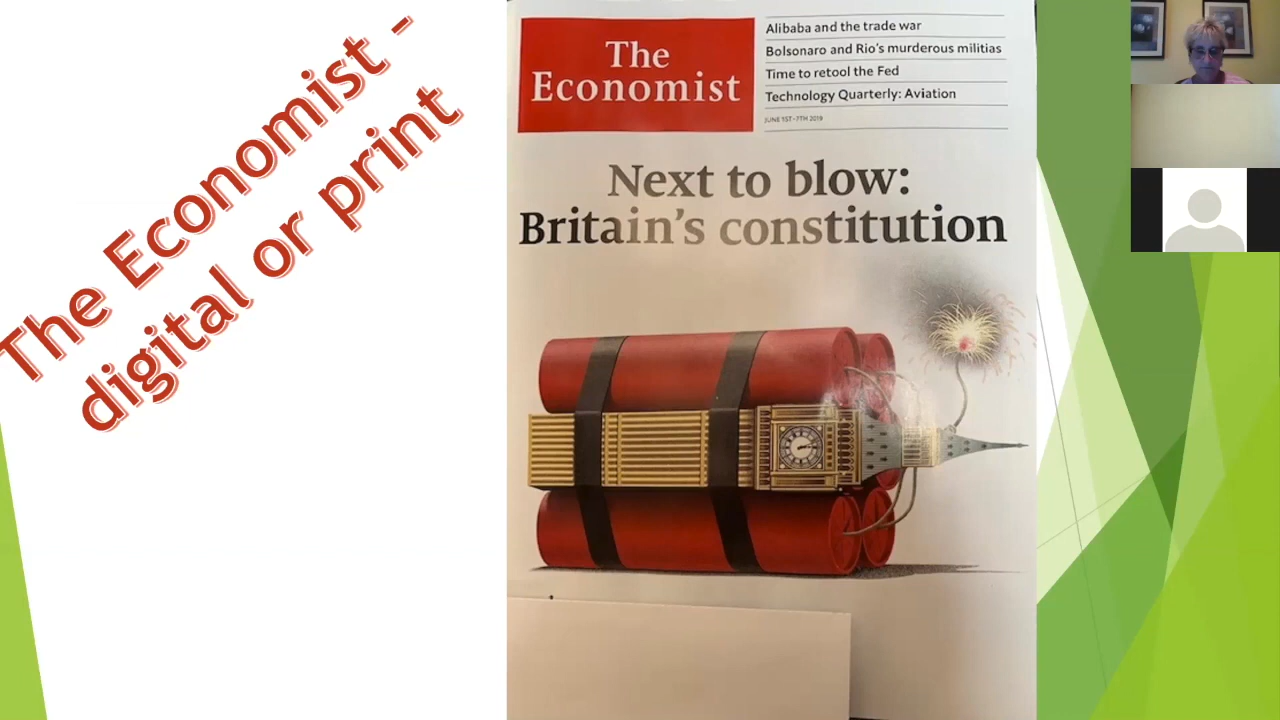 The Economist -
digital or print
The
Economist
Alibaba and the trade war
Bolsonaro and Rio's murderous militias
Time to retool the Fed
Technology Quarterly: Aviation
JUNE 1ST-7TH 2019
Next to blow:
Britain's constitution